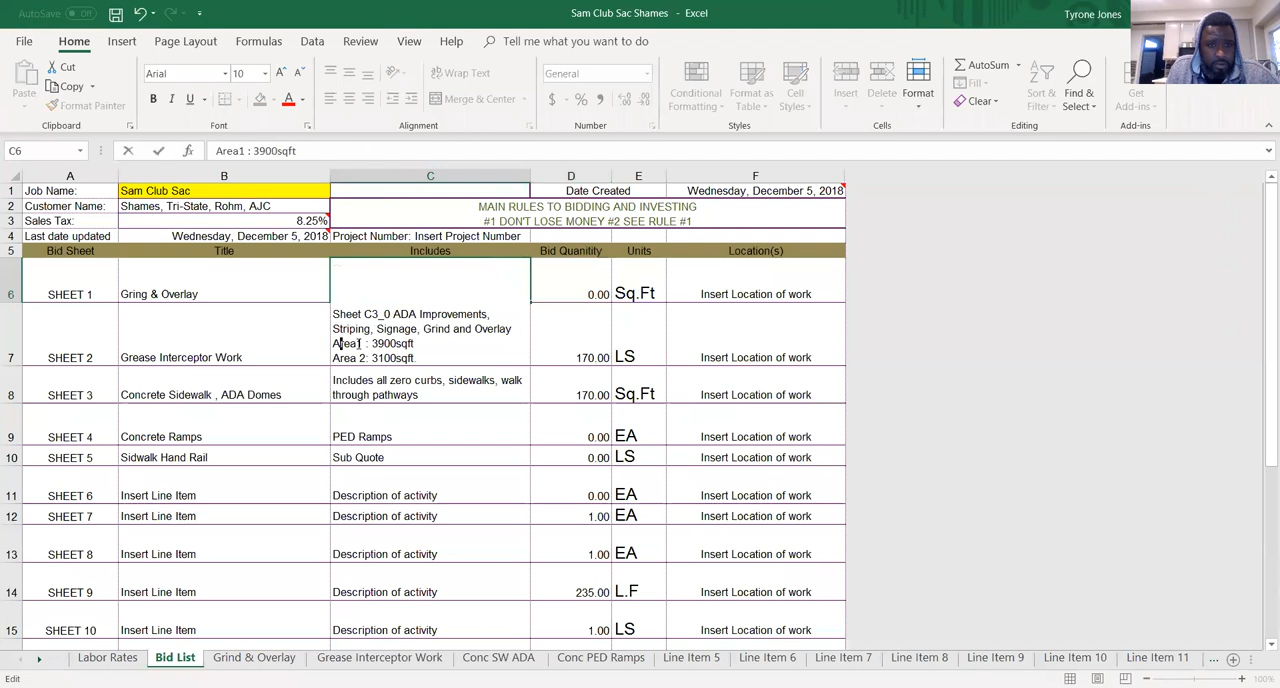 AutoSave Off
Sam Club Sac Shames - Excel
Tyrone Jones
File Home Insert Page Layout Formulas Data Review View Help Tell me what you want to do
Paste
Cut
Copy
Format Painter
Clipboard
Arial 10
B I U
Font
Wrap Text
Merge & Center
Alignment
General
$ % ,
Number
Conditional Formatting
Format as Table
Cell Styles
Styles
Insert Delete Format
Cells
AutoSum
Fill
Clear
Sort & Filter
Find & Select
Editing
Get Add-ins
Add-ins
C6 fx Area1 : 3900sqft
A B C D E F
1 Job Name: Sam Club Sac Date Created Wednesday, December 5, 2018
2 Customer Name: Shames, Tri-State, Rohm, AJC MAIN RULES TO BIDDING AND INVESTING
3 Sales Tax: 8.25% #1 DON'T LOSE MONEY #2 SEE RULE #1
4 Last date updated Wednesday, December 5, 2018 Project Number: Insert Project Number
5 Bid Sheet Title Includes Bid Quanitity Units Location(s)
6 SHEET 1 Gring & Overlay 0.00 Sq.Ft Insert Location of work
Sheet C3_0 ADA Improvements,
Striping, Signage, Grind and Overlay
Area1 : 3900sqft
7 SHEET 2 Grease Interceptor Work Area 2: 3100sqft. 170.00 LS Insert Location of work
Includes all zero curbs, sidewalks, walk
8 SHEET 3 Concrete Sidewalk , ADA Domes through pathways 170.00 Sq.Ft Insert Location of work
9 SHEET 4 Concrete Ramps PED Ramps 0.00 EA Insert Location of work
10 SHEET 5 Sidwalk Hand Rail Sub Quote 0.00 LS Insert Location of work
11 SHEET 6 Insert Line Item Description of activity 0.00 EA Insert Location of work
12 SHEET 7 Insert Line Item Description of activity 1.00 EA Insert Location of work
13 SHEET 8 Insert Line Item Description of activity 1.00 EA Insert Location of work
14 SHEET 9 Insert Line Item Description of activity 235.00 L.F Insert Location of work
15 SHEET 10 Insert Line Item Description of activity 1.00 LS Insert Location of work
Labor Rates Bid List Grind & Overlay Grease Interceptor Work Conc SW ADA Conc PED Ramps Line Item 5 Line Item 6 Line Item 7 Line Item 8 Line Item 9 Line Item 10 Line Item 11 ...
Edit 100%